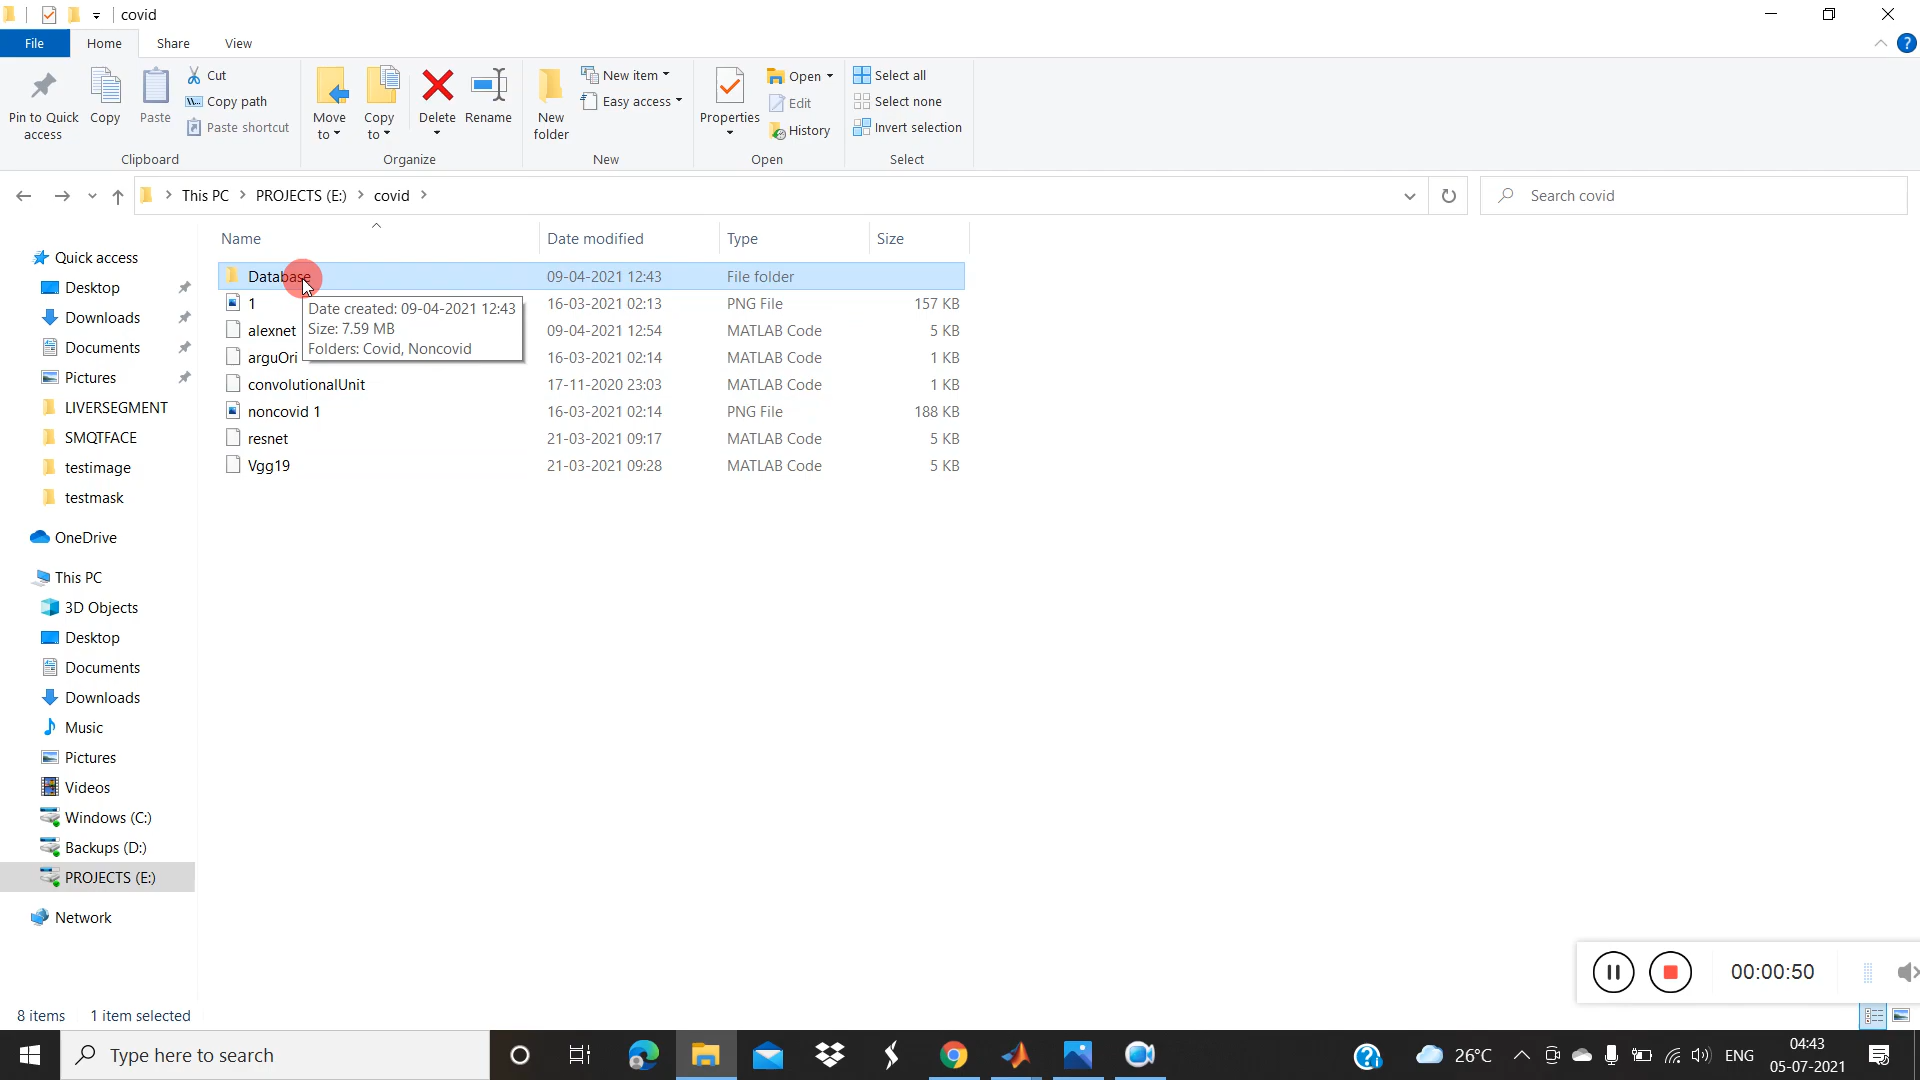 covid
File Home Share View
Pin to Quick access
Copy
Paste
Cut
Copy path
Paste shortcut
Clipboard
Move to
Copy to
Delete
Rename
Organize
New folder
New item
Easy access
New
Properties
Open
Edit
History
Open
Select all
Select none
Invert selection
Select
This PC PROJECTS (E:) covid
Search covid
Name Date modified Type Size
Database 09-04-2021 12:43 File folder
1 16-03-2021 02:13 PNG File 157 KB
alexnet 09-04-2021 12:54 MATLAB Code 5 KB
arguOri 16-03-2021 02:14 MATLAB Code 1 KB
convolutionalUnit 17-11-2020 23:03 MATLAB Code 1 KB
noncovid 1 16-03-2021 02:14 PNG File 188 KB
resnet 21-03-2021 09:17 MATLAB Code 5 KB
Vgg19 21-03-2021 09:28 MATLAB Code 5 KB
Date created: 09-04-2021 12:43
Size: 7.59 MB
Folders: Covid, Noncovid
Quick access
Desktop
Downloads
Documents
Pictures
LIVERSEGMENT
SMQTFACE
testimage
testmask
OneDrive
This PC
3D Objects
Desktop
Documents
Downloads
Music
Pictures
Videos
Windows (C:)
Backups (D:)
PROJECTS (E:)
Network
00:00:50
8 items 1 item selected
Type here to search
26°C
ENG
04:43
05-07-2021